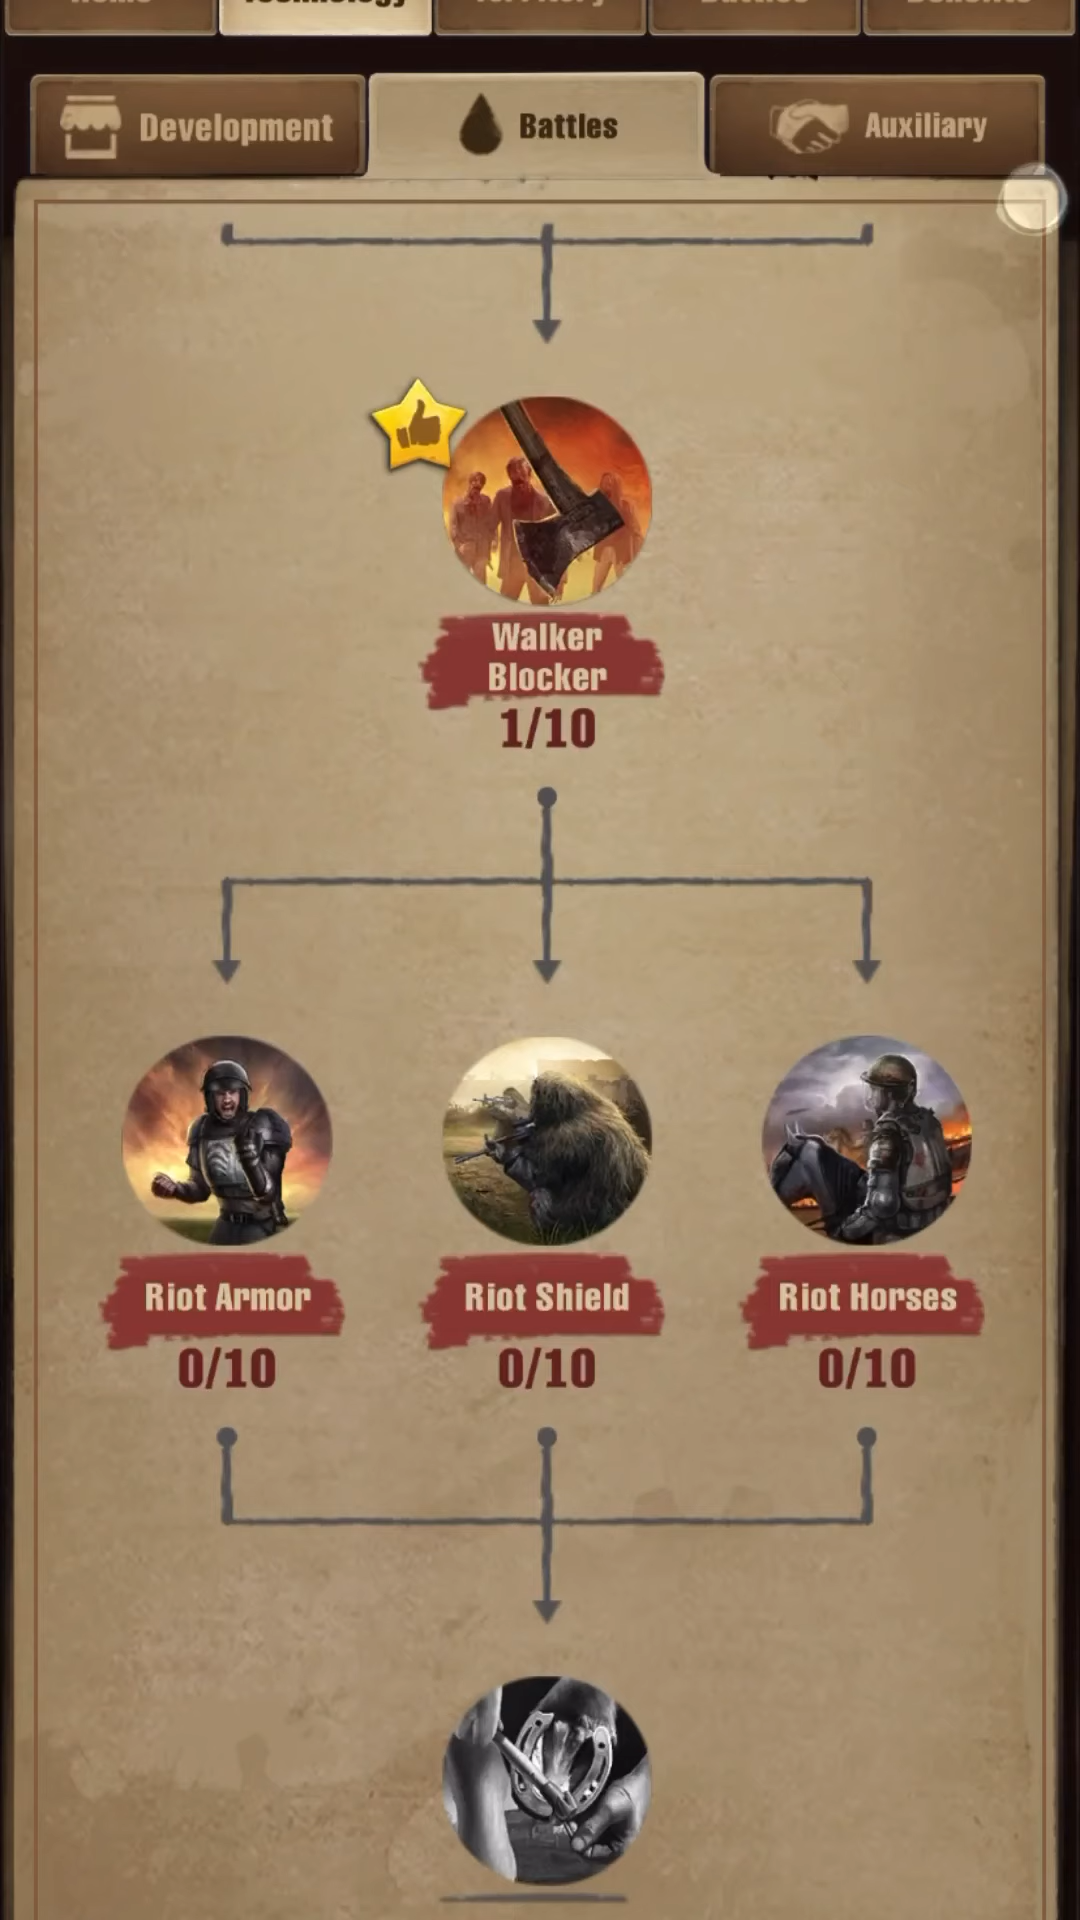 Technology
Development
Battles
Auxiliary
Walker
Blocker
1/10
Riot Armor
Riot Shield
Riot Horses
0/10
0/10
0/10